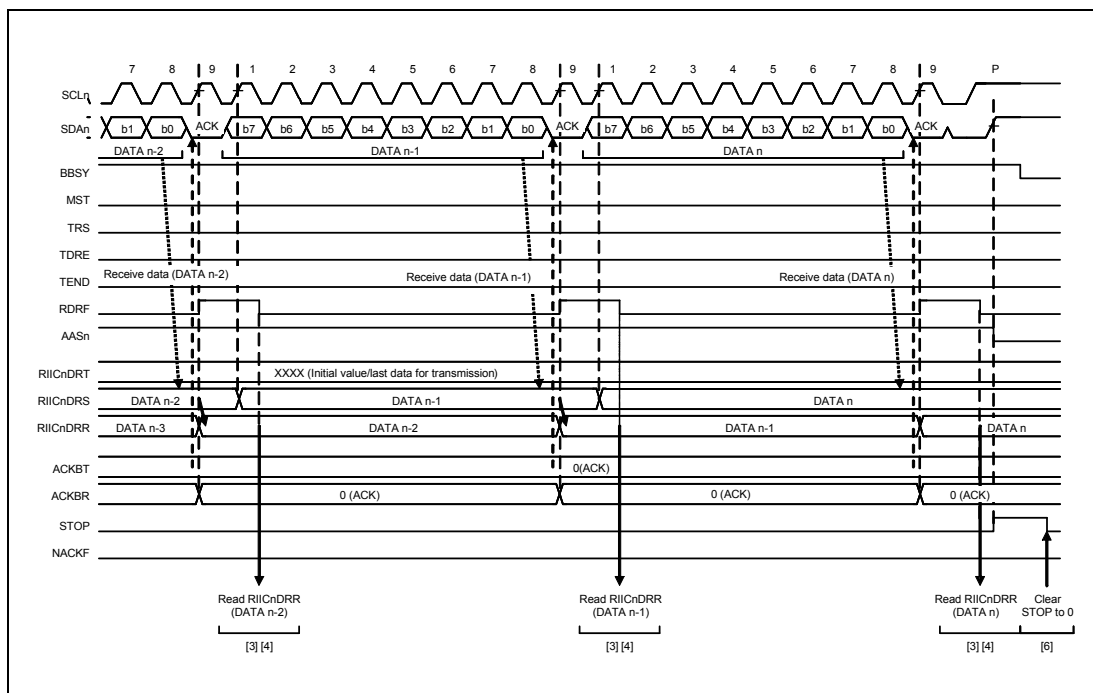 7 8 9 1 2 3 4 5 6 7 8 9 1 2 3 4 5 6 7 8 9 P
SCLn
SDAn b1 b0 ACK b7 b6 b5 b4 b3 b2 b1 b0 ACK b7 b6 b5 b4 b3 b2 b1 b0 ACK
DATA n-2 DATA n-1 DATA n
BBSY
MST
TRS
TDRE
TEND
Receive data (DATA n-2) Receive data (DATA n-1) Receive data (DATA n)
RDRF
AASn
RIICnDRT XXXX (Initial value/last data for transmission)
RIICnDRS DATA n-2 DATA n-1 DATA n
RIICnDRR DATA n-3 DATA n-2 DATA n-1 DATA n
ACKBT 0(ACK)
ACKBR 0 (ACK) 0 (ACK) 0 (ACK)
STOP
NACKF
Read RIICnDRR Read RIICnDRR Read RIICnDRR Clear
(DATA n-2) (DATA n-1) (DATA n) STOP to 0
[3] [4] [3] [4] [3] [4] [6]